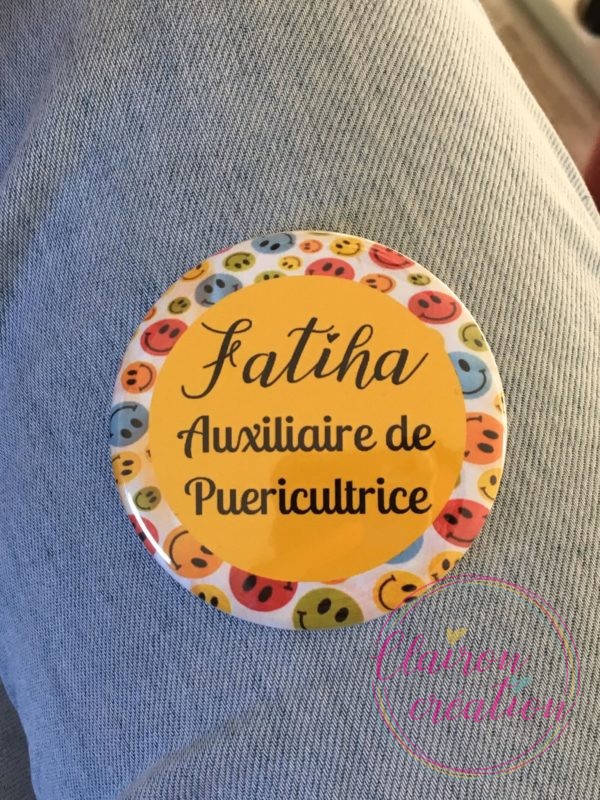 Fatiha
Auxiliaire de
Puericultrice
Clairon
création